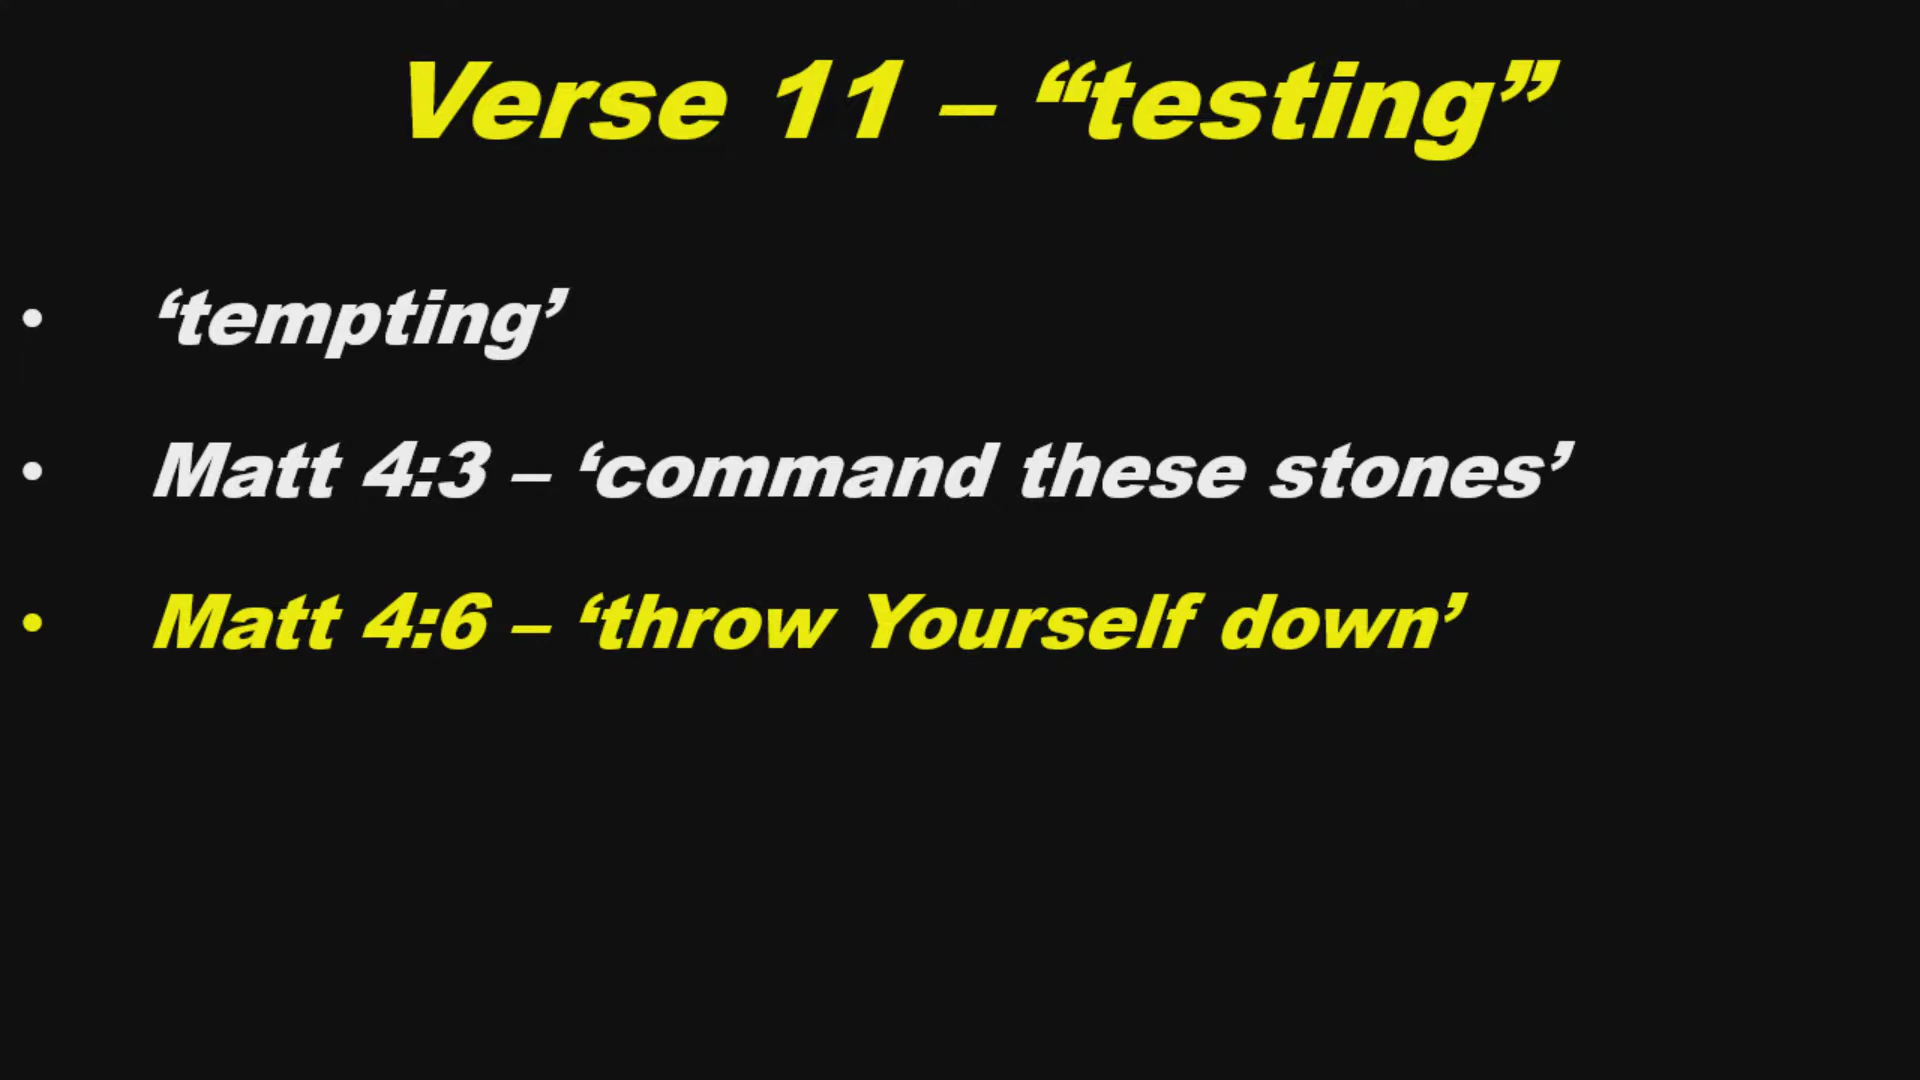 Verse 11 – “testing”
• ‘tempting’
• Matt 4:3 – ‘command these stones’
• Matt 4:6 – ‘throw Yourself down’